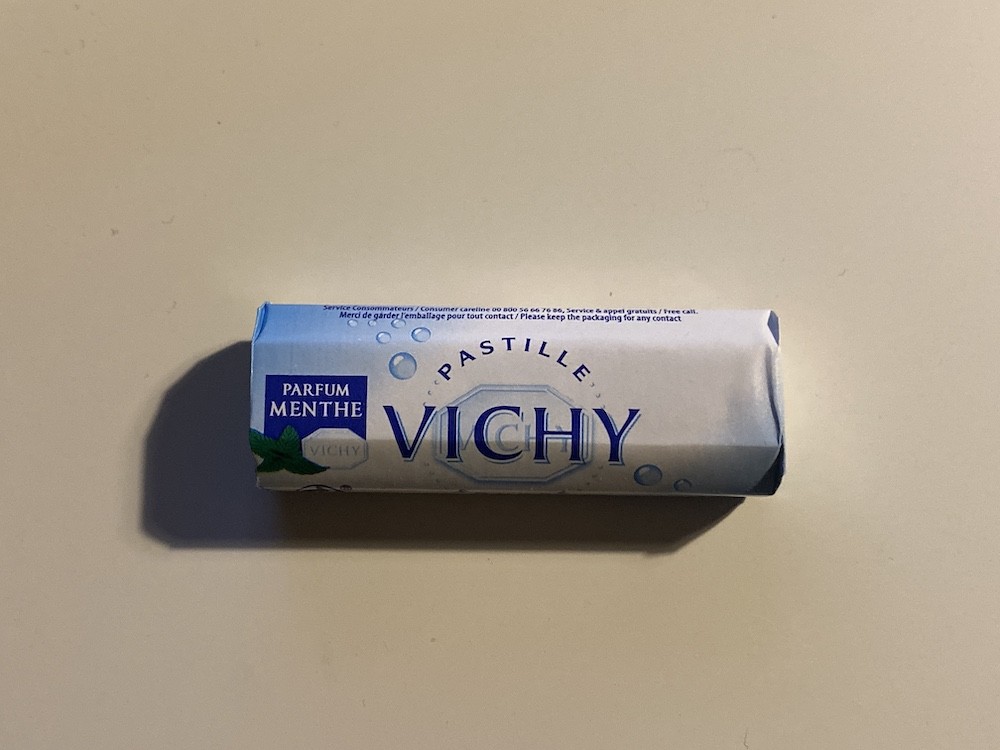 Service Consommateurs / Consumer careline 00 800 56 66 76 86, Service & appel gratuits / Free call.
Merci de garder l'emballage pour tout contact / Please keep the packaging for any contact
PASTILLE
VICHY
PARFUM
MENTHE
VICHY
VICHY